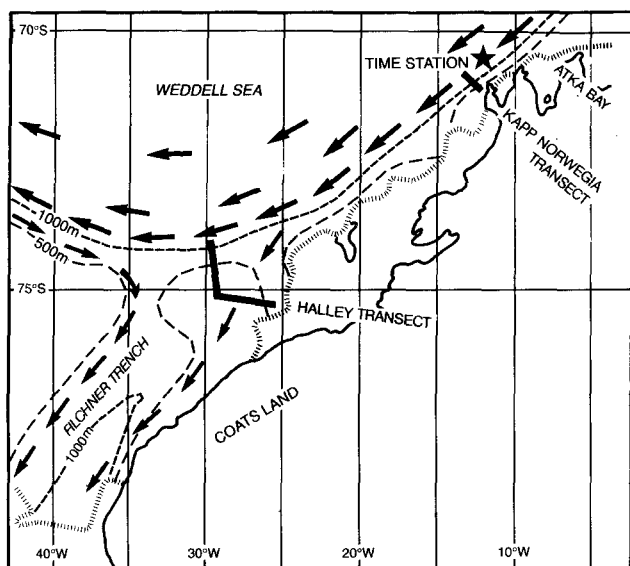 70°S
TIME STATION
WEDDELL SEA
ATKA BAY
KAPP NORWEGIA
TRANSECT
1000m
500m
75°S
HALLEY TRANSECT
FILCHNER TRENCH
1000m
COATS LAND
40°W
30°W
20°W
10°W